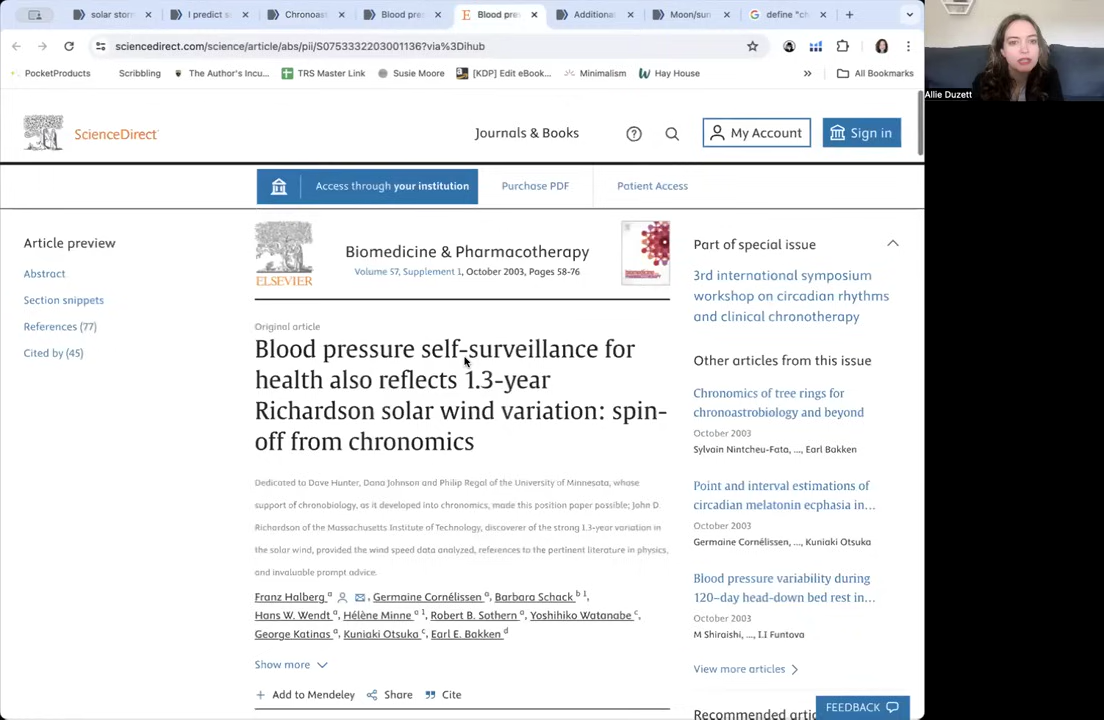 solar storm
I predict s
Chronoast
Blood pres
Blood pres
Additional
Moon/sun
define "ch
sciencedirect.com/science/article/abs/pii/S0753332203001136?via%3Dihub
PocketProducts
Scribbling
The Author's Incu...
TRS Master Link
Susie Moore
[KDP] Edit eBook...
Minimalism
Hay House
All Bookmarks
Allie Duzett
ScienceDirect
Journals & Books
My Account
Sign in
Access through your institution
Purchase PDF
Patient Access
Article preview
Abstract
Section snippets
References (77)
Cited by (45)
ELSEVIER
Biomedicine & Pharmacotherapy
Volume 57, Supplement 1, October 2003, Pages 58-76
Original article
Blood pressure self-surveillance for
health also reflects 1.3-year
Richardson solar wind variation: spin-
off from chronomics
Dedicated to Dave Hunter, Dana Johnson and Philip Regal of the University of Minnesota, whose
support of chronobiology, as it developed into chronomics, made this position paper possible; John D.
Richardson of the Massachusetts Institute of Technology, discoverer of the strong 1.3-year variation in
the solar wind, provided the wind speed data analyzed, references to the pertinent literature in physics,
and invaluable prompt advice.
Franz Halberg a, Germaine Cornélissen a, Barbara Schack b 1,
Hans W. Wendt a, Hélène Minne a 1, Robert B. Sothern a, Yoshihiko Watanabe c,
George Katinas a, Kuniaki Otsuka c, Earl E. Bakken d
Show more
+ Add to Mendeley
Share
Cite
Part of special issue
3rd international symposium
workshop on circadian rhythms
and clinical chronotherapy
Other articles from this issue
Chronomics of tree rings for
chronoastrobiology and beyond
October 2003
Sylvain Nintcheu-Fata, ..., Earl Bakken
Point and interval estimations of
circadian melatonin ecphasia in...
October 2003
Germaine Cornélissen, ..., Kuniaki Otsuka
Blood pressure variability during
120-day head-down bed rest in...
October 2003
M Shiraishi, ..., I.I Funtova
View more articles
Recommended artic
FEEDBACK